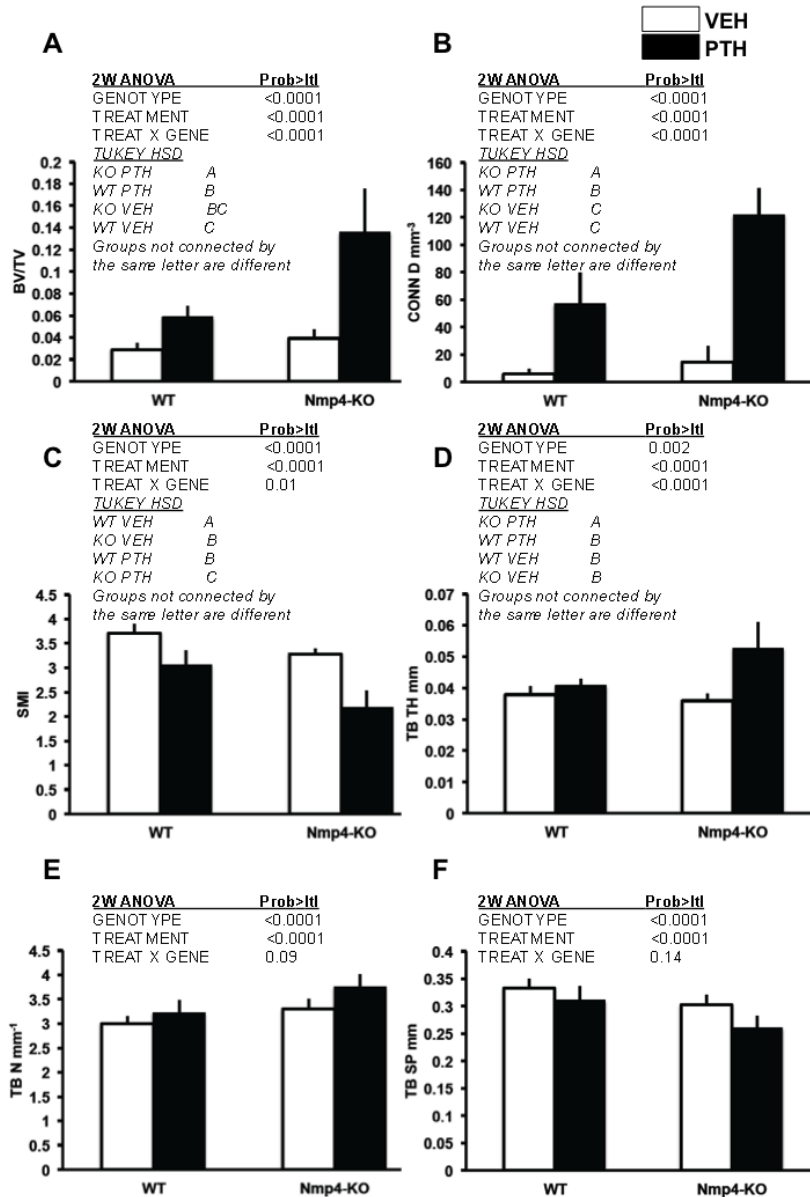 VEH
PTH
A
2W ANOVA Prob>ItI
GENOTYPE <0.0001
TREATMENT <0.0001
TREAT X GENE <0.0001
TUKEY HSD
KO PTH A
WT PTH B
KO VEH BC
WT VEH C
Groups not connected by
the same letter are different
BV/TV
0.2
0.18
0.16
0.14
0.12
0.1
0.08
0.06
0.04
0.02
0
WT Nmp4-KO
B
2W ANOVA Prob>ItI
GENOTYPE <0.0001
TREATMENT <0.0001
TREAT X GENE <0.0001
TUKEY HSD
KO PTH A
WT PTH B
KO VEH C
WT VEH C
Groups not connected by
the same letter are different
CONN D mm-3
160
140
120
100
80
60
40
20
0
WT Nmp4-KO
C
2W ANOVA Prob>ItI
GENOTYPE <0.0001
TREATMENT <0.0001
TREAT X GENE 0.01
TUKEY HSD
WT VEH A
KO VEH B
WT PTH B
KO PTH C
Groups not connected by
the same letter are different
SMI
4.5
4
3.5
3
2.5
2
1.5
1
0.5
0
WT Nmp4-KO
D
2W ANOVA Prob>ItI
GENOTYPE 0.002
TREATMENT <0.0001
TREAT X GENE <0.0001
TUKEY HSD
KO PTH A
WT PTH B
WT VEH B
KO VEH B
Groups not connected by
the same letter are different
TB TH mm
0.07
0.06
0.05
0.04
0.03
0.02
0.01
0
WT Nmp4-KO
E
2W ANOVA Prob>ItI
GENOTYPE <0.0001
TREATMENT <0.0001
TREAT X GENE 0.09
TB N mm-1
4.5
4
3.5
3
2.5
2
1.5
1
0.5
0
WT Nmp4-KO
F
2W ANOVA Prob>ItI
GENOTYPE <0.0001
TREATMENT <0.0001
TREAT X GENE 0.14
TB SP mm
0.4
0.35
0.3
0.25
0.2
0.15
0.1
0.05
0
WT Nmp4-KO